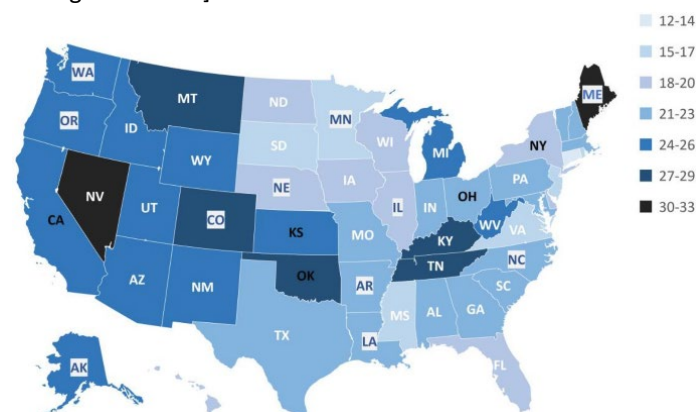 12-14
15-17
18-20
21-23
24-26
27-29
30-33
WA
OR
ID
MT
WY
NV
CA
UT
CO
AZ
NM
ND
SD
NE
KS
OK
TX
MN
IA
MO
AR
LA
WI
IL
MS
MI
IN
OH
KY
TN
AL
GA
FL
SC
NC
VA
WV
PA
NY
ME
AK